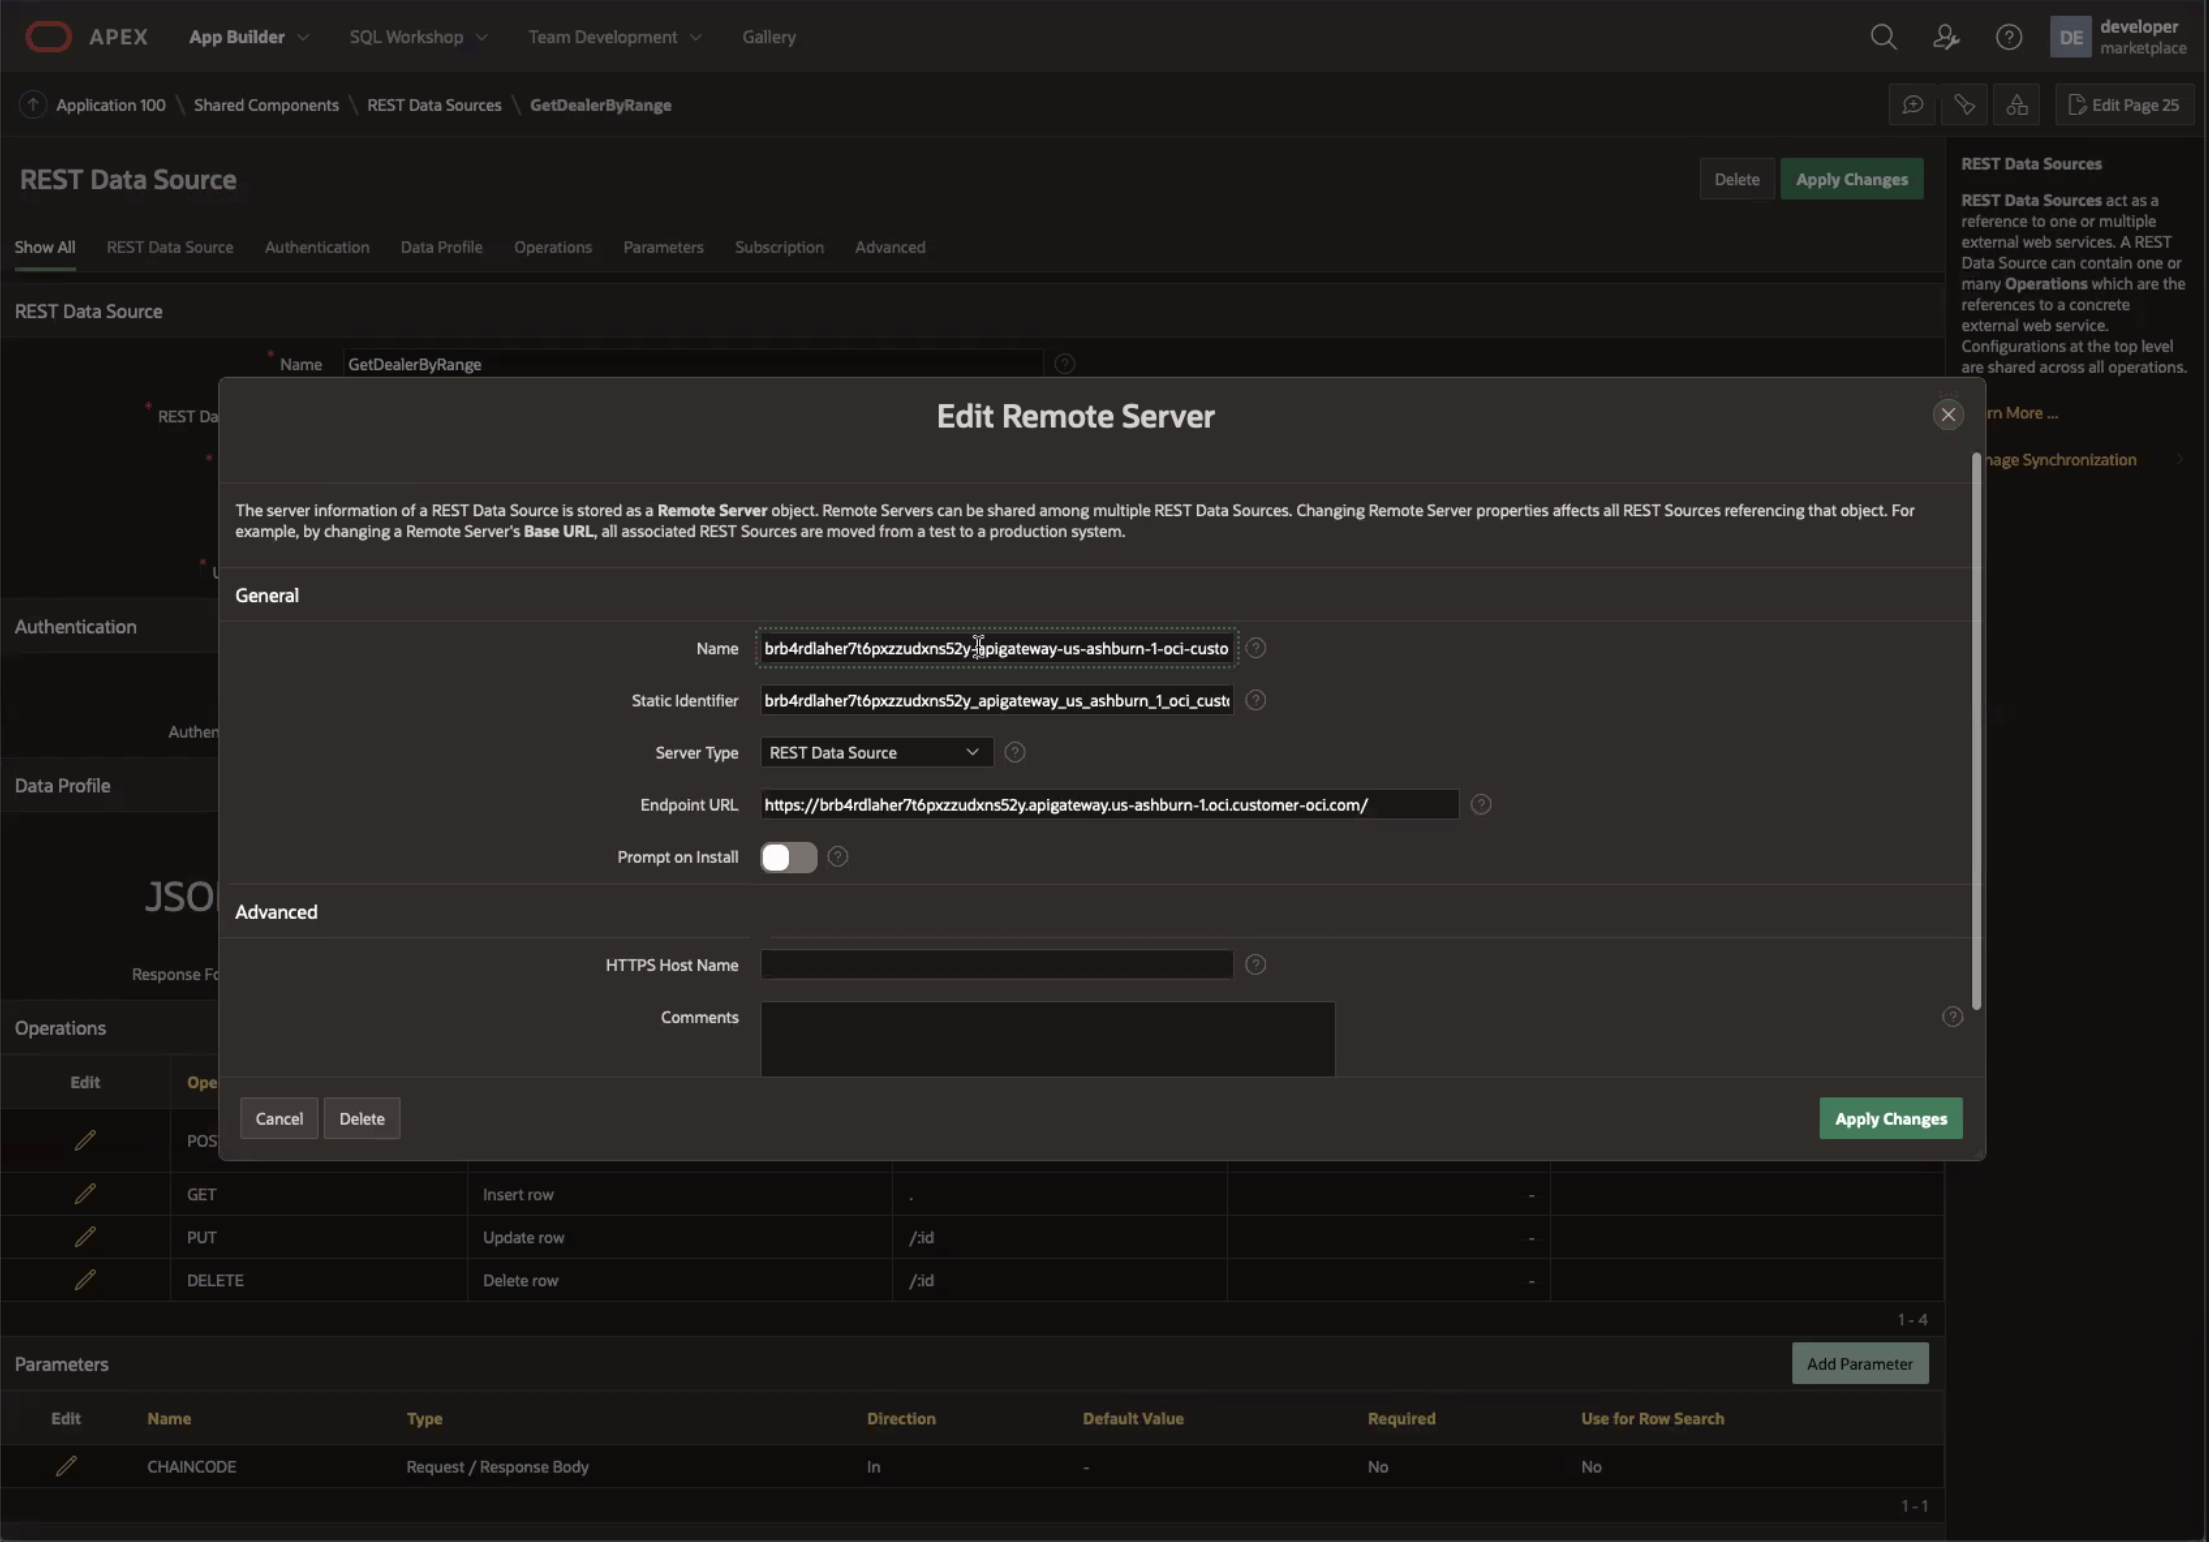 APEX App Builder SQL Workshop Team Development Gallery
DE developer
marketplace
Application 100 \ Shared Components \ REST Data Sources \ GetDealerByRange
Edit Page 25
REST Data Source
Delete Apply Changes
Show All REST Data Source Authentication Data Profile Operations Parameters Subscription Advanced
REST Data Source
* Name GetDealerByRange
* REST Da
Authentication
Authen
Data Profile
JSO
Response Fo
REST Data Sources
REST Data Sources act as a
reference to one or multiple
external web services. A REST
Data Source can contain one or
many Operations which are the
references to a concrete
external web service.
Configurations at the top level
are shared across all operations.
rn More ...
nage Synchronization
Edit Remote Server
The server information of a REST Data Source is stored as a Remote Server object. Remote Servers can be shared among multiple REST Data Sources. Changing Remote Server properties affects all REST Sources referencing that object. For
example, by changing a Remote Server's Base URL, all associated REST Sources are moved from a test to a production system.
General
Name brb4rdlaher7t6pxzzudxns52y-apigateway-us-ashburn-1-oci-custo
Static Identifier brb4rdlaher7t6pxzzudxns52y_apigateway_us_ashburn_1_oci_cust
Server Type REST Data Source
Endpoint URL https://brb4rdlaher7t6pxzzudxns52y.apigateway.us-ashburn-1.oci.customer-oci.com/
Prompt on Install
Advanced
HTTPS Host Name
Comments
Cancel Delete Apply Changes
Operations
Edit Ope
POS
GET Insert row . -
PUT Update row /:id -
DELETE Delete row /:id -
1 - 4
Parameters Add Parameter
Edit Name Type Direction Default Value Required Use for Row Search
CHAINCODE Request / Response Body In - No No
1 - 1